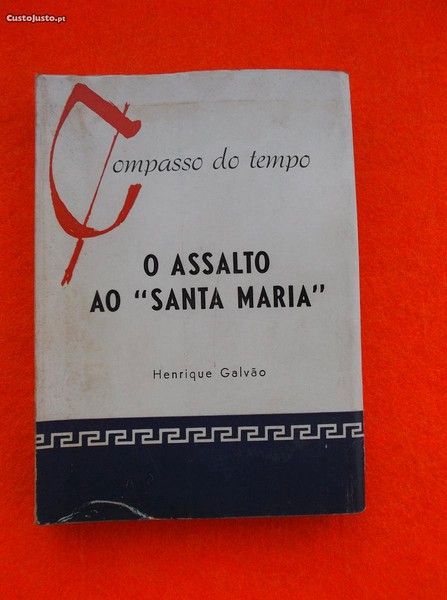 CustoJusto.pt
Compasso do tempo
O ASSALTO
AO "SANTA MARIA"
Henrique Galvão